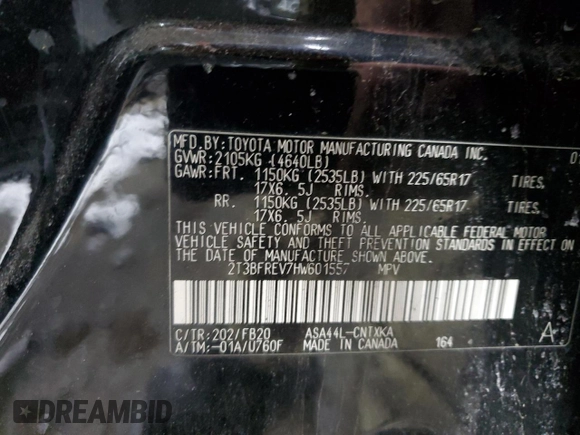 MFD.BY:TOYOTA MOTOR MANUFACTURING CANADA INC.
GVWR:2105KG (4640LB)
GAWR:FRT. 1150KG (2535LB) WITH 225/65R17 TIRES.
17X6.5J RIMS.
RR. 1150KG (2535LB) WITH 225/65R17 TIRES.
17X6.5J RIMS.
THIS VEHICLE CONFORMS TO ALL APPLICABLE FEDERAL MOTOR
VEHICLE SAFETY AND THEFT PREVENTION STANDARDS IN EFFECT ON
THE DATE OF MANUFACTURE SHOWN ABOVE.
2T3BFREV7HW601557 MPV
C/TR:202/FB20 ASA44L-CNTXKA A
A/TM:-01A/U760F MADE IN CANADA 164
DREAMBID